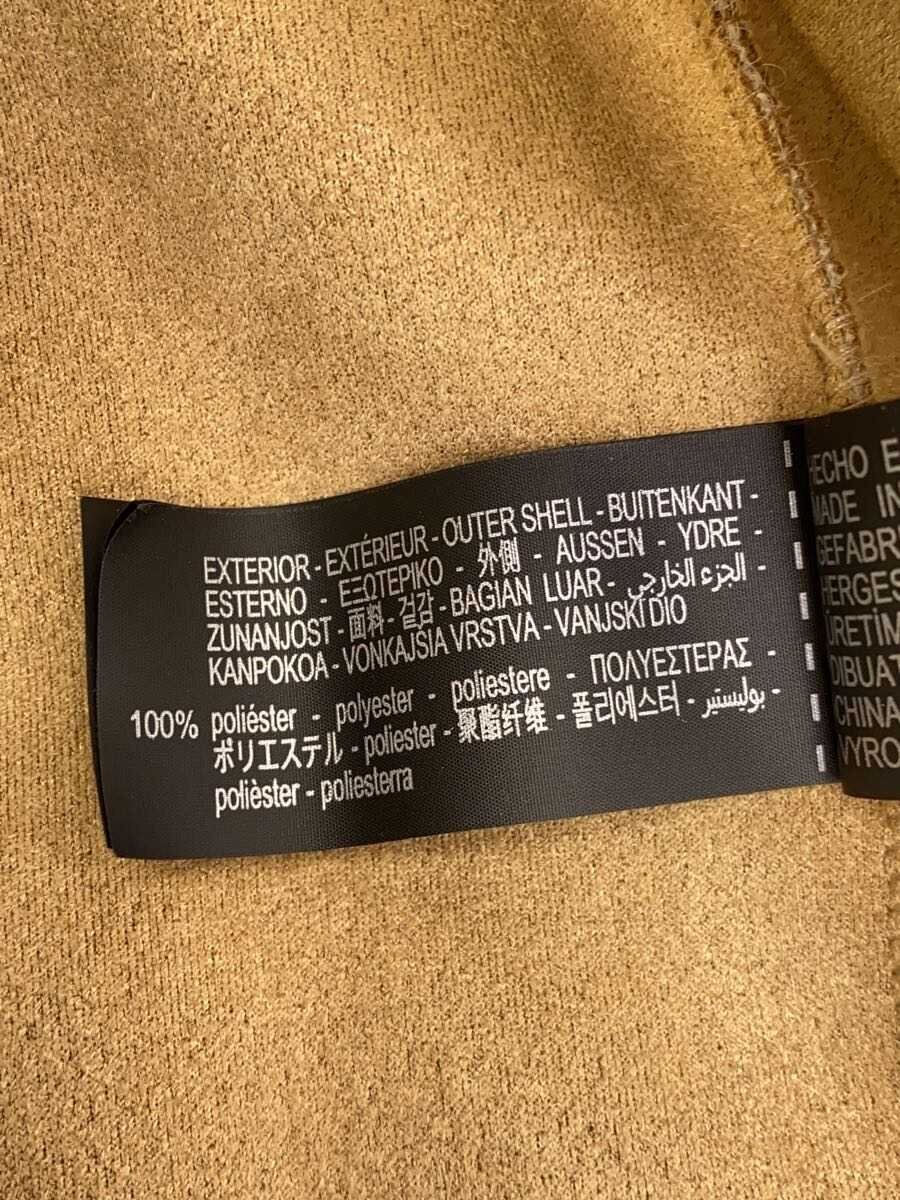 EXTERIOR - EXTÉRIEUR - OUTER SHELL - BUITENKANT -
ESTERNO - ΕΞΩΤΕΡΙΚΟ - 外側 - AUSSEN - YDRE -
ZUNANJOST - 面料 - 겉감 - BAGIAN LUAR - الجزء الخارجي -
KANPOKOA - VONKAJŠIA VRSTVA - VANJSKI DIO
100% poliéster - polyester - poliestere - ΠΟΛΥΕΣΤΕΡΑΣ -
ポリエステル - poliester - 聚酯纤维 - 폴리에스터 - بوليستير -
polièster - poliesterra
HECHO E
MADE IN
GEFABRI
HERGES
ÜRETİM
DIBUAT
CHINA
VYRO